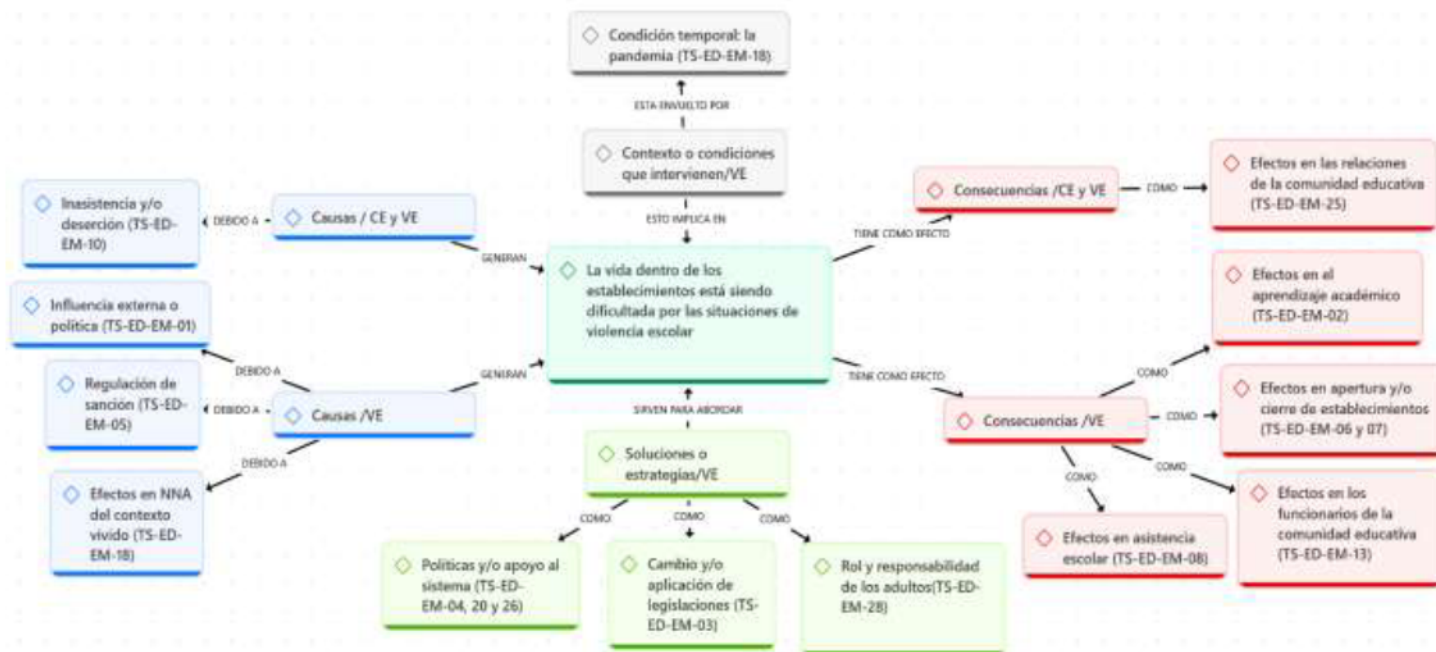 Condición temporal: la
pandemia (TS-ED-EM-18)
ESTA ENVUELTO POR
Contexto o condiciones
que intervienen/VE
ESTO IMPLICA EN
Inasistencia y/o
deserción (TS-ED-
EM-10)
DEBIDO A
Causas / CE y VE
GENERAN
Influencia externa o
política (TS-ED-EM-01)
DEBIDO A
Regulación de
sanción (TS-ED-
EM-05)
DEBIDO A
Causas /VE
GENERAN
DEBIDO A
Efectos en NNA
del contexto
vivido (TS-ED-
EM-18)
La vida dentro de los
establecimientos está siendo
dificultada por las situaciones de
violencia escolar
SIRVEN PARA ABORDAR
Soluciones o
estrategias/VE
COMO
COMO
COMO
Políticas y/o apoyo al
sistema (TS-ED-
EM-04, 20 y 26)
Cambio y/o
aplicación de
legislaciones (TS-
ED-EM-03)
Rol y responsabilidad
de los adultos(TS-ED-
EM-28)
TIENE COMO EFECTO
Consecuencias /CE y VE
COMO
Efectos en las relaciones
de la comunidad educativa
(TS-ED-EM-25)
TIENE COMO EFECTO
Consecuencias /VE
COMO
Efectos en el
aprendizaje académico
(TS-ED-EM-02)
COMO
Efectos en apertura y/o
cierre de establecimientos
(TS-ED-EM-06 y 07)
COMO
Efectos en los
funcionarios de la
comunidad educativa
(TS-ED-EM-13)
COMO
Efectos en asistencia
escolar (TS-ED-EM-08)